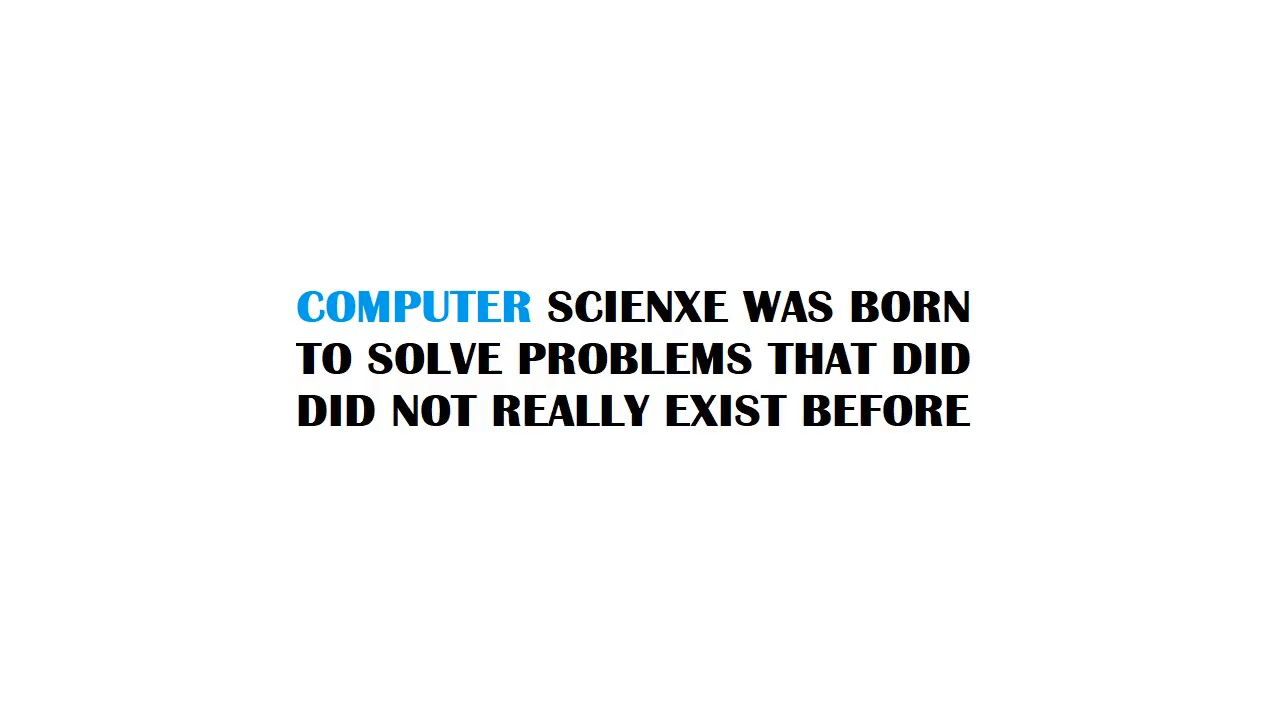 COMPUTER SCIENXE WAS BORN
TO SOLVE PROBLEMS THAT DID
DID NOT REALLY EXIST BEFORE